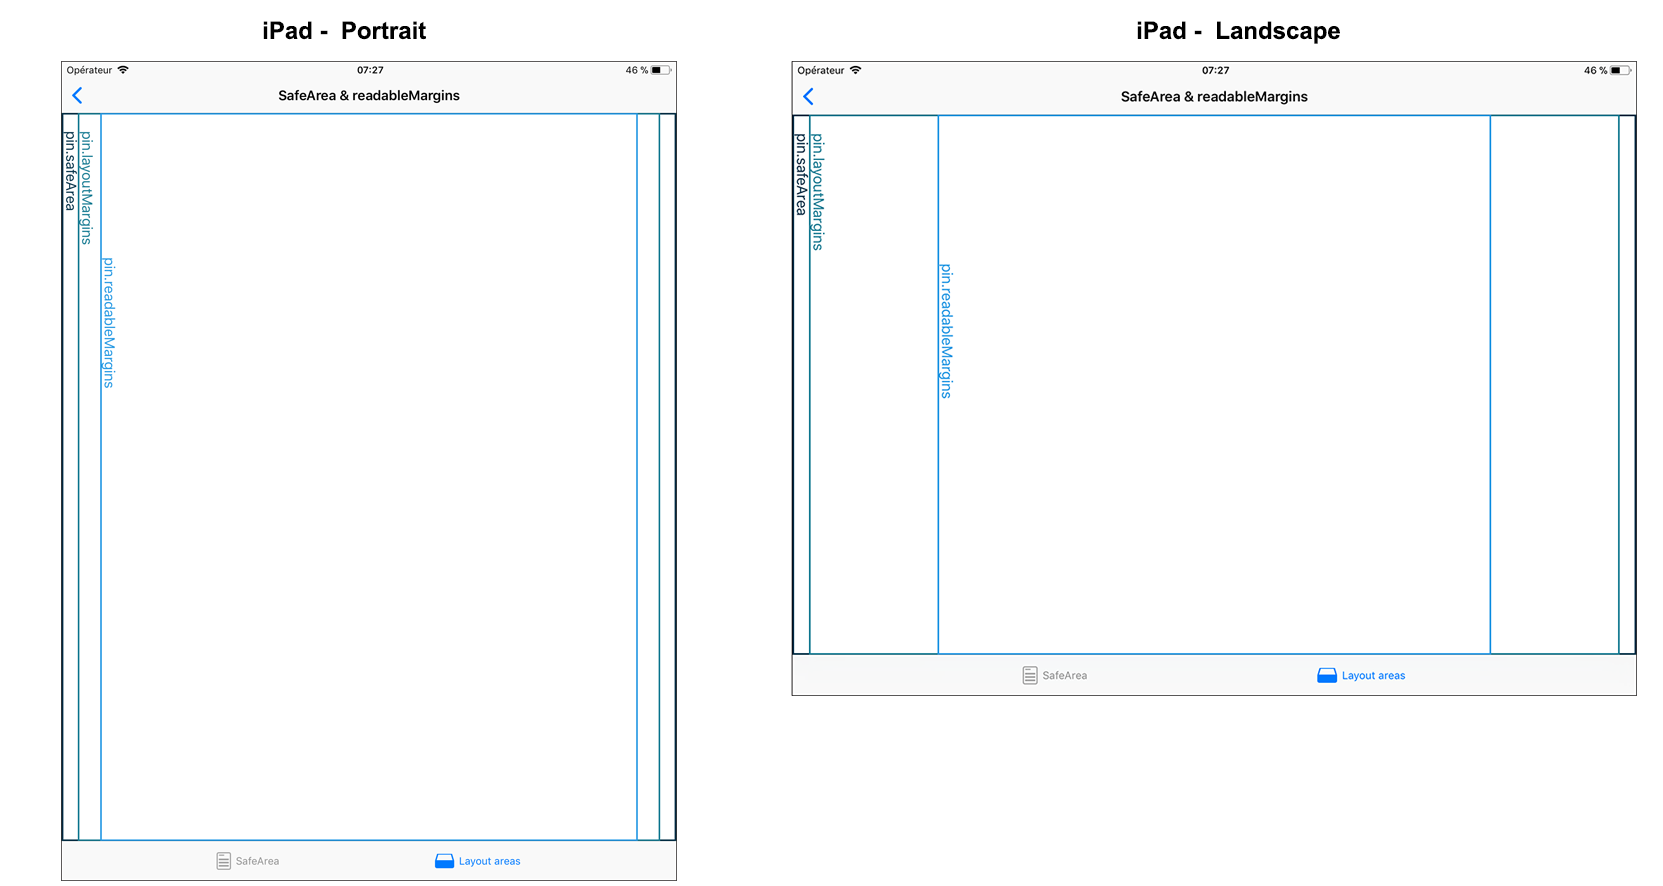 iPad - Portrait
Opérateur
07:27
46 %
SafeArea & readableMargins
pin.safeArea
pin.layoutMargins
pin.readableMargins
SafeArea
Layout areas
iPad - Landscape
Opérateur
07:27
46 %
SafeArea & readableMargins
pin.safeArea
pin.layoutMargins
pin.readableMargins
SafeArea
Layout areas